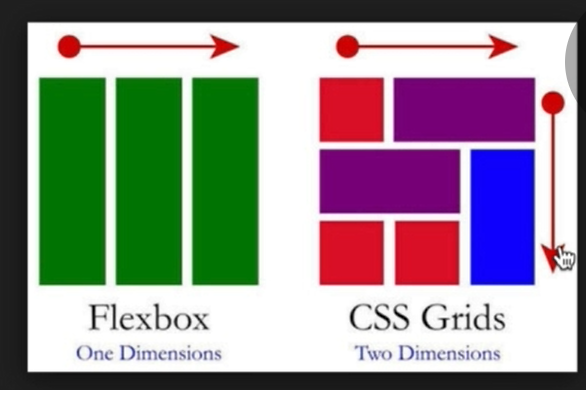 Flexbox
One Dimensions
CSS Grids
Two Dimensions